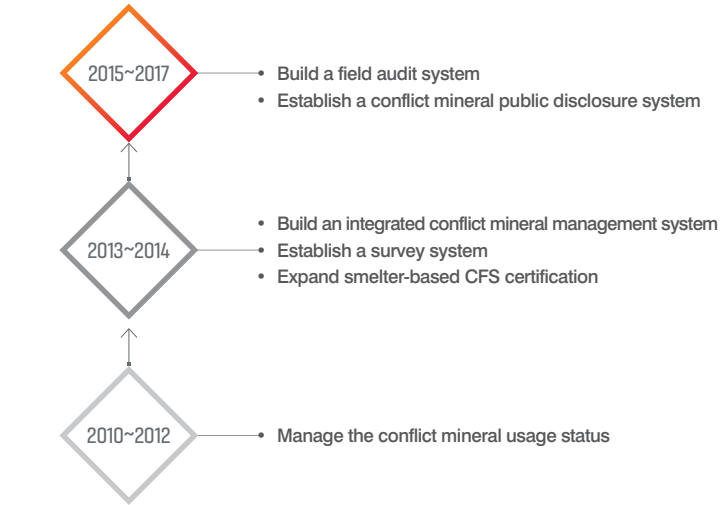 2015~2017
• Build a field audit system
• Establish a conflict mineral public disclosure system
2013~2014
• Build an integrated conflict mineral management system
• Establish a survey system
• Expand smelter-based CFS certification
2010~2012
• Manage the conflict mineral usage status